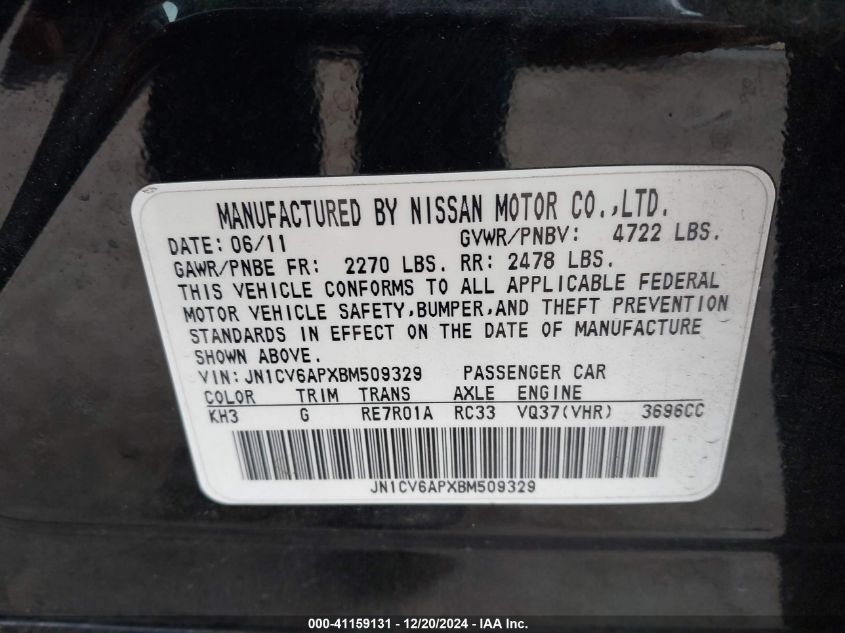 MANUFACTURED BY NISSAN MOTOR CO.,LTD.
DATE: 06/11 GVWR/PNBV: 4722 LBS.
GAWR/PNBE FR: 2270 LBS. RR: 2478 LBS.
THIS VEHICLE CONFORMS TO ALL APPLICABLE FEDERAL
MOTOR VEHICLE SAFETY,BUMPER,AND THEFT PREVENTION
STANDARDS IN EFFECT ON THE DATE OF MANUFACTURE
SHOWN ABOVE.
VIN:JN1CV6APXBM509329 PASSENGER CAR
COLOR TRIM TRANS AXLE ENGINE
KH3 G RE7R01A RC33 VQ37(VHR) 3696CC
JN1CV6APXBM509329
000-41159131 - 12/20/2024 - IAA Inc.